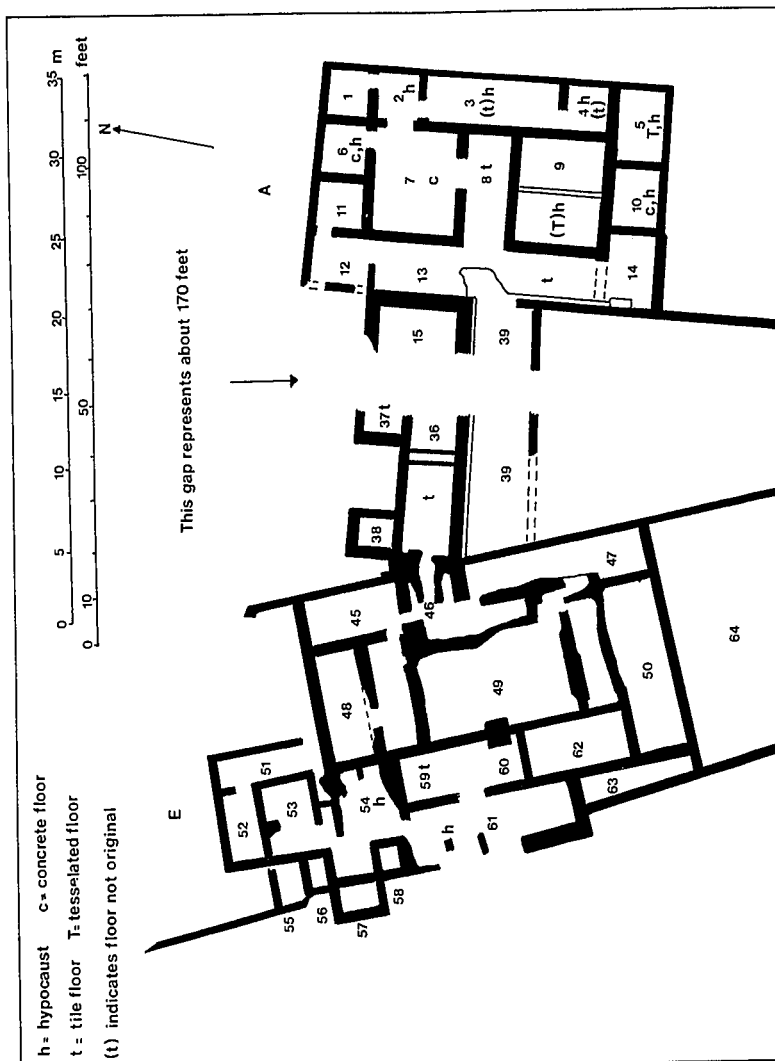 h = hypocaust c = concrete floor
t = tile floor T = tesselated floor
(t) indicates floor not original
0 5 10 15 20 25 30 35 m
0 10 50 100 feet
N
This gap represents about 170 feet
A
1
2 h
3 (t)h
4 h (t)
5 T, h
6 c, h
7 c
8 t
9
(T)h
10 c, h
11
12
13
t
14
15
39
37 t
36
39
38
t
E
45
46
47
48
49
50
51
52
53
54 h
55
56
57
58
59 t
60
61
h
62
63
64